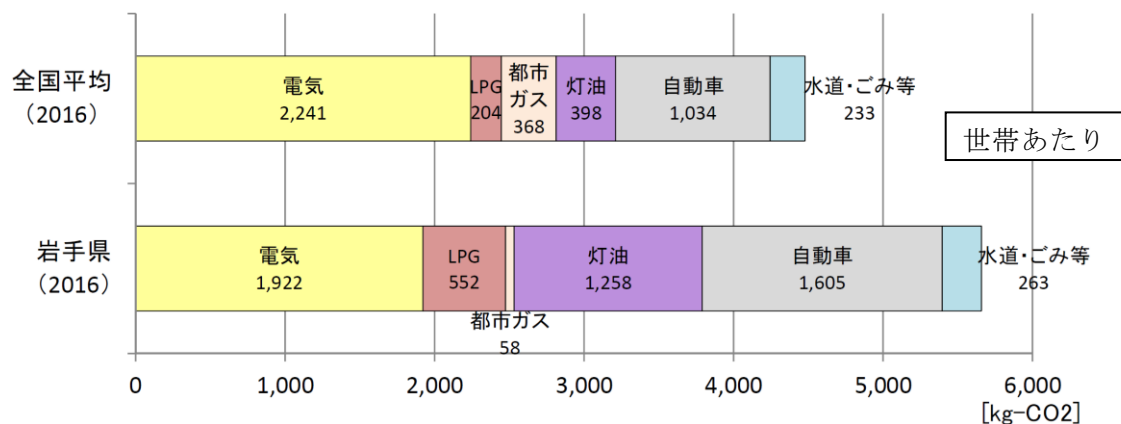 全国平均
（2016）
電気
2,241
LPG
204
都市
ガス
368
灯油
398
自動車
1,034
水道・ごみ等
233
世帯あたり
岩手県
（2016）
電気
1,922
LPG
552
都市ガス
58
灯油
1,258
自動車
1,605
水道・ごみ等
263
0
1,000
2,000
3,000
4,000
5,000
6,000
[kg-CO2]